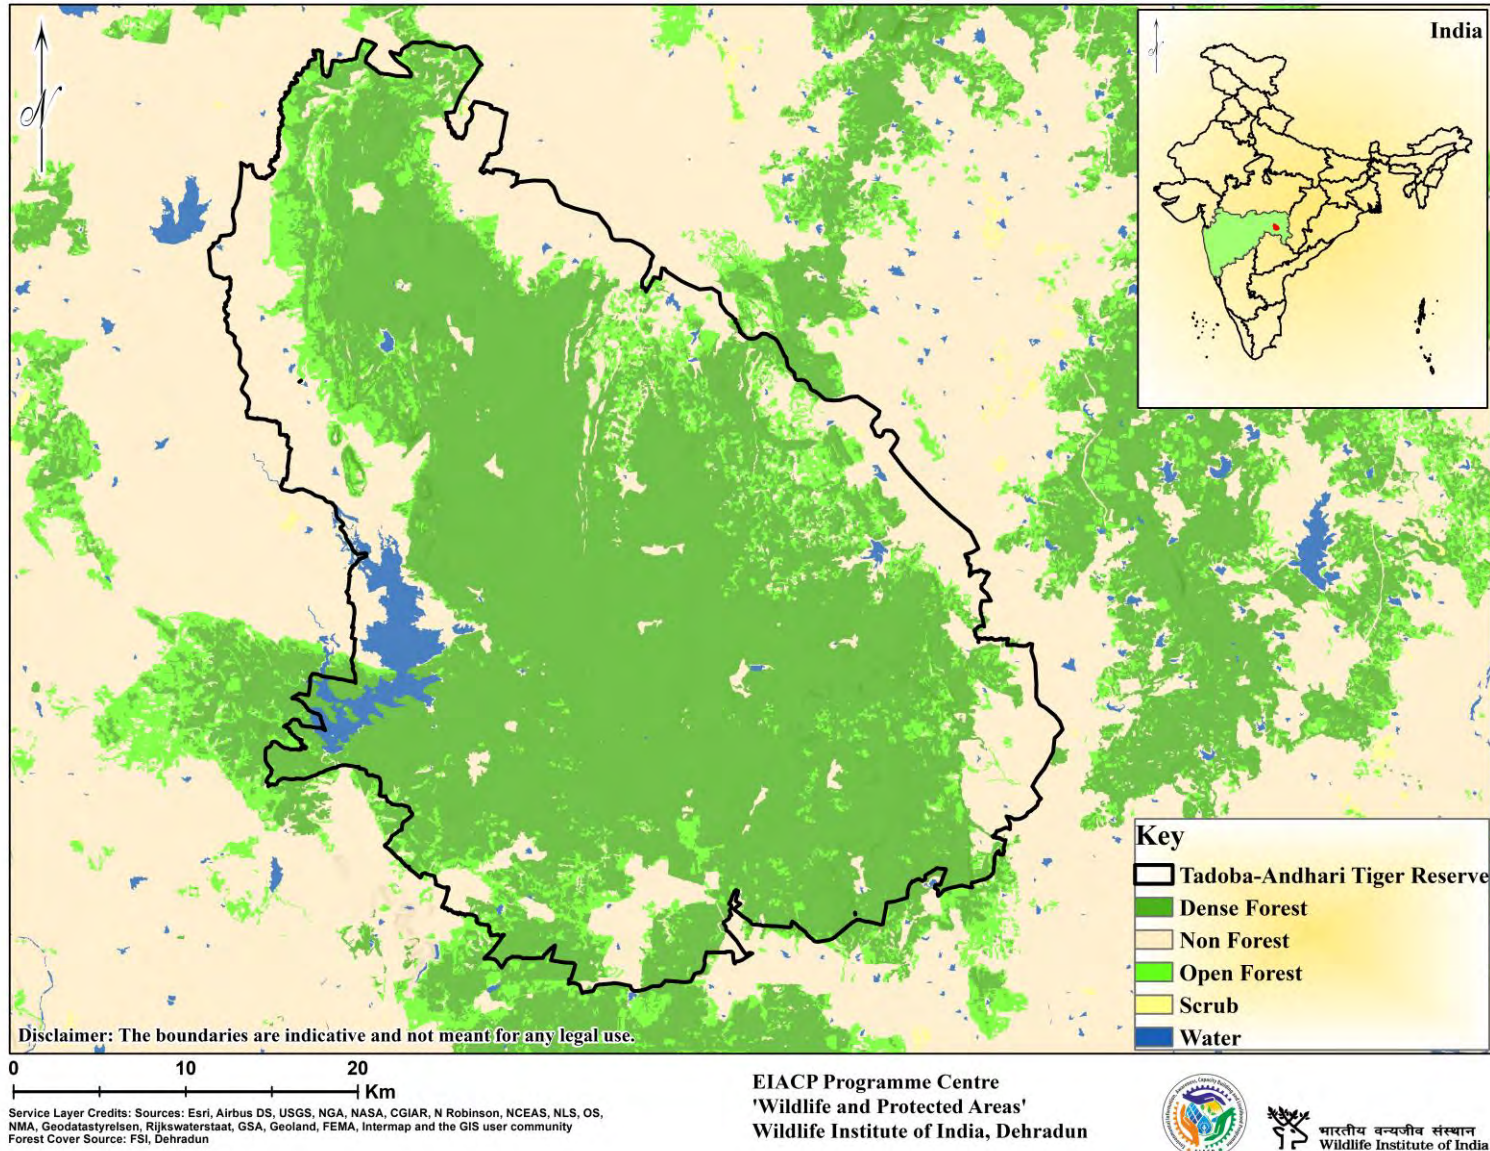 N
N
India
Key
Tadoba-Andhari Tiger Reserve
Dense Forest
Non Forest
Open Forest
Scrub
Water
Disclaimer: The boundaries are indicative and not meant for any legal use.
0 10 20
Km
Service Layer Credits: Sources: Esri, Airbus DS, USGS, NGA, NASA, CGIAR, N Robinson, NCEAS, NLS, OS,
NMA, Geodatastyrelsen, Rijkswaterstaat, GSA, Geoland, FEMA, Intermap and the GIS user community
Forest Cover Source: FSI, Dehradun
EIACP Programme Centre
'Wildlife and Protected Areas'
Wildlife Institute of India, Dehradun
भारतीय वन्यजीव संस्थान
Wildlife Institute of India